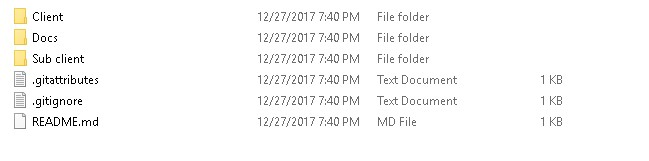 Client 12/27/2017 7:40 PM File folder
Docs 12/27/2017 7:40 PM File folder
Sub client 12/27/2017 7:40 PM File folder
.gitattributes 12/27/2017 7:40 PM Text Document 1 KB
.gitignore 12/27/2017 7:40 PM Text Document 1 KB
README.md 12/27/2017 7:40 PM MD File 1 KB